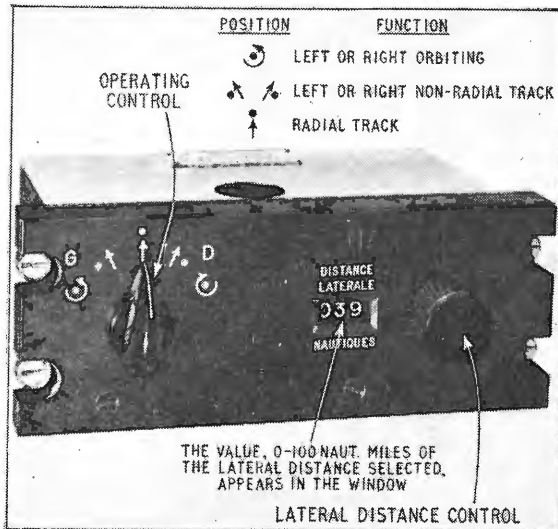 POSITION FUNCTION
LEFT OR RIGHT ORBITING
LEFT OR RIGHT NON-RADIAL TRACK
RADIAL TRACK
OPERATING
CONTROL
G D
DISTANCE
LATERALE
039
NAUTIQUES
THE VALUE, 0-100 NAUT. MILES OF
THE LATERAL DISTANCE SELECTED,
APPEARS IN THE WINDOW
LATERAL DISTANCE CONTROL